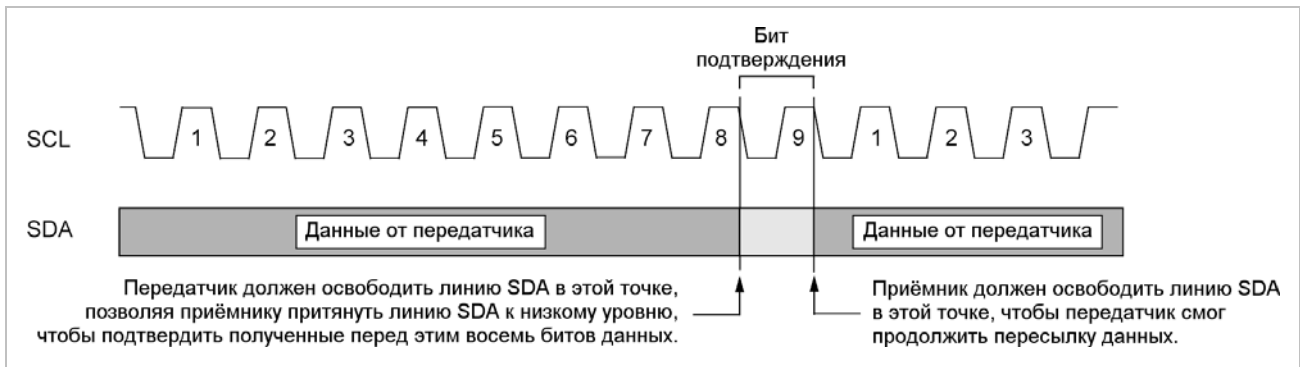 Бит
подтверждения
SCL
1 2 3 4 5 6 7 8 9 1 2 3
SDA
Данные от передатчика
Данные от передатчика
Передатчик должен освободить линию SDA в этой точке,
позволяя приёмнику притянуть линию SDA к низкому уровню,
чтобы подтвердить полученные перед этим восемь битов данных.
Приёмник должен освободить линию SDA
в этой точке, чтобы передатчик смог
продолжить пересылку данных.